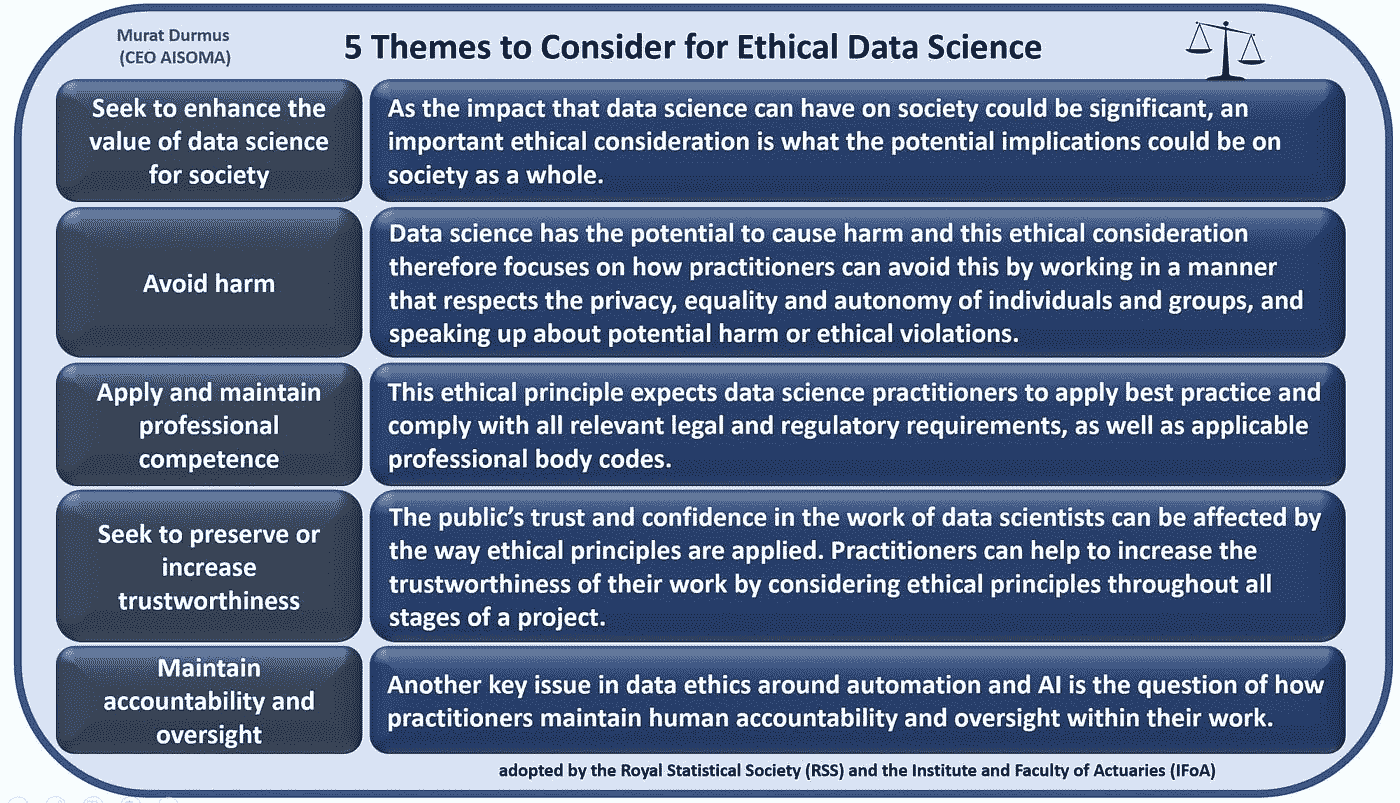 Murat Durmus
(CEO AISOMA)
5 Themes to Consider for Ethical Data Science
Seek to enhance the
value of data science
for society
As the impact that data science can have on society could be significant, an
important ethical consideration is what the potential implications could be on
society as a whole.
Avoid harm
Data science has the potential to cause harm and this ethical consideration
therefore focuses on how practitioners can avoid this by working in a manner
that respects the privacy, equality and autonomy of individuals and groups, and
speaking up about potential harm or ethical violations.
Apply and maintain
professional
competence
This ethical principle expects data science practitioners to apply best practice and
comply with all relevant legal and regulatory requirements, as well as applicable
professional body codes.
Seek to preserve or
increase
trustworthiness
The public’s trust and confidence in the work of data scientists can be affected by
the way ethical principles are applied. Practitioners can help to increase the
trustworthiness of their work by considering ethical principles throughout all
stages of a project.
Maintain
accountability and
oversight
Another key issue in data ethics around automation and AI is the question of how
practitioners maintain human accountability and oversight within their work.
adopted by the Royal Statistical Society (RSS) and the Institute and Faculty of Actuaries (IFoA)